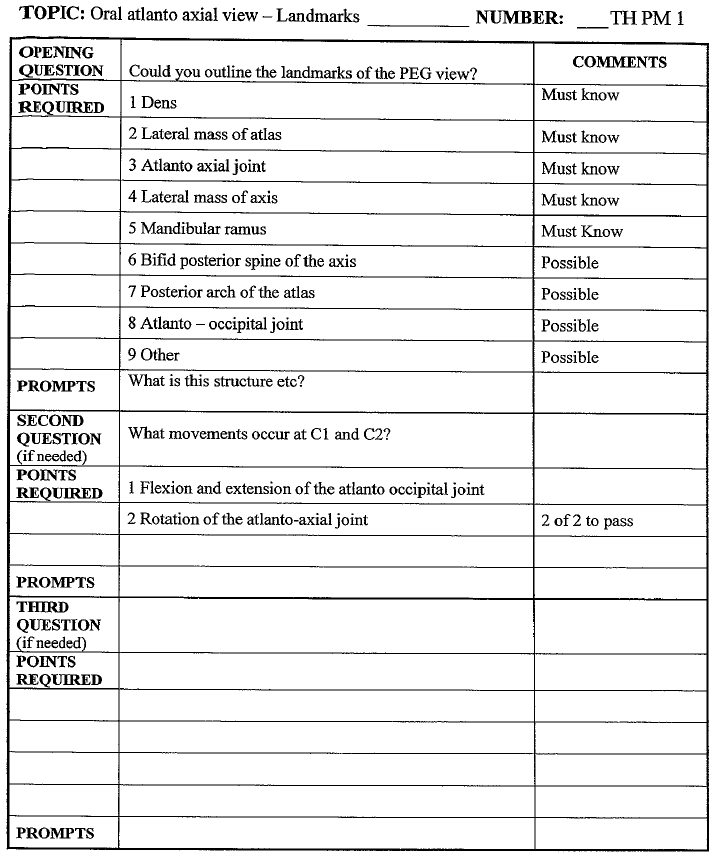 TOPIC: Oral atlanto axial view – Landmarks __________ NUMBER: ___TH PM 1
OPENING QUESTION Could you outline the landmarks of the PEG view? COMMENTS
POINTS REQUIRED 1 Dens Must know
2 Lateral mass of atlas Must know
3 Atlanto axial joint Must know
4 Lateral mass of axis Must know
5 Mandibular ramus Must Know
6 Bifid posterior spine of the axis Possible
7 Posterior arch of the atlas Possible
8 Atlanto – occipital joint Possible
9 Other Possible
PROMPTS What is this structure etc?
SECOND QUESTION (if needed) What movements occur at C1 and C2?
POINTS REQUIRED 1 Flexion and extension of the atlanto occipital joint
2 Rotation of the atlanto-axial joint 2 of 2 to pass
PROMPTS
THIRD QUESTION (if needed)
POINTS REQUIRED
PROMPTS